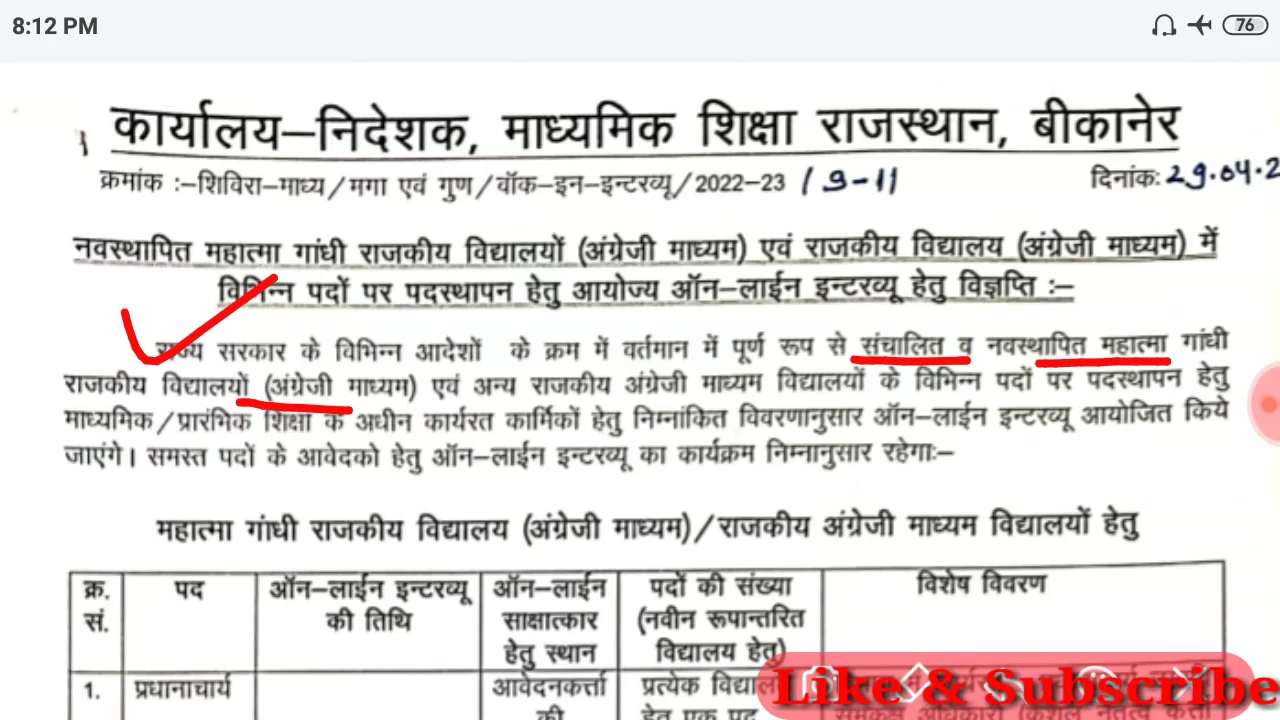 8:12 PM
76
कार्यालय–निदेशक, माध्यमिक शिक्षा राजस्थान, बीकानेर
क्रमांक :–शिविरा–माध्य/मगा एवं गुण/वॉक–इन–इन्टरव्यू/2022–23 / 9-11
दिनांकः 29.04.2
नवस्थापित महात्मा गांधी राजकीय विद्यालयों (अंग्रेजी माध्यम) एवं राजकीय विद्यालय (अंग्रेजी माध्यम) में
विभिन्न पदों पर पदस्थापन हेतु आयोज्य ऑन–लाईन इन्टरव्यू हेतु विज्ञप्ति :–
राज्य सरकार के विभिन्न आदेशों के क्रम में वर्तमान में पूर्ण रूप से संचालित व नवस्थापित महात्मा गांधी
राजकीय विद्यालयों (अंग्रेजी माध्यम) एवं अन्य राजकीय अंग्रेजी माध्यम विद्यालयों के विभिन्न पदों पर पदस्थापन हेतु
माध्यमिक/प्रारंभिक शिक्षा के अधीन कार्यरत कार्मिकों हेतु निम्नांकित विवरणानुसार ऑन–लाईन इन्टरव्यू आयोजित किये
जाएंगे। समस्त पदों के आवेदको हेतु ऑन–लाईन इन्टरव्यू का कार्यक्रम निम्नानुसार रहेगाः–
महात्मा गांधी राजकीय विद्यालय (अंग्रेजी माध्यम)/राजकीय अंग्रेजी माध्यम विद्यालयों हेतु
क्र. सं.
पद
ऑन–लाईन इन्टरव्यू
की तिथि
ऑन–लाईन
साक्षात्कार
हेतु स्थान
पदों की संख्या
(नवीन रूपान्तरित
विद्यालय हेतु)
विशेष विवरण
1.
प्रधानाचार्य
आवेदनकर्त्ता
की
प्रत्येक
हेतु एक पद
Like & Subscribe